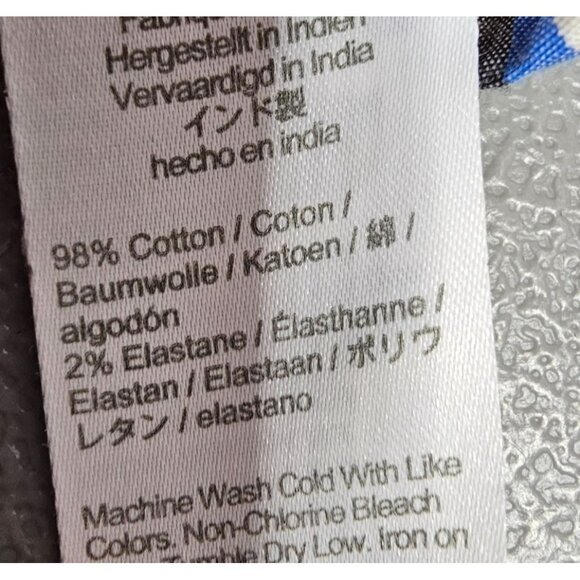 Hergestellt in Indien
Vervaardigd in India
インド製
hecho en india
98% Cotton / Coton /
Baumwolle / Katoen / 綿 /
algodón
2% Elastane / Élasthanne /
Elastan / Elastaan / ポリウ
レタン / elastano
Machine Wash Cold With Like
Colors. Non-Chlorine Bleach
Tumble Dry Low. Iron on